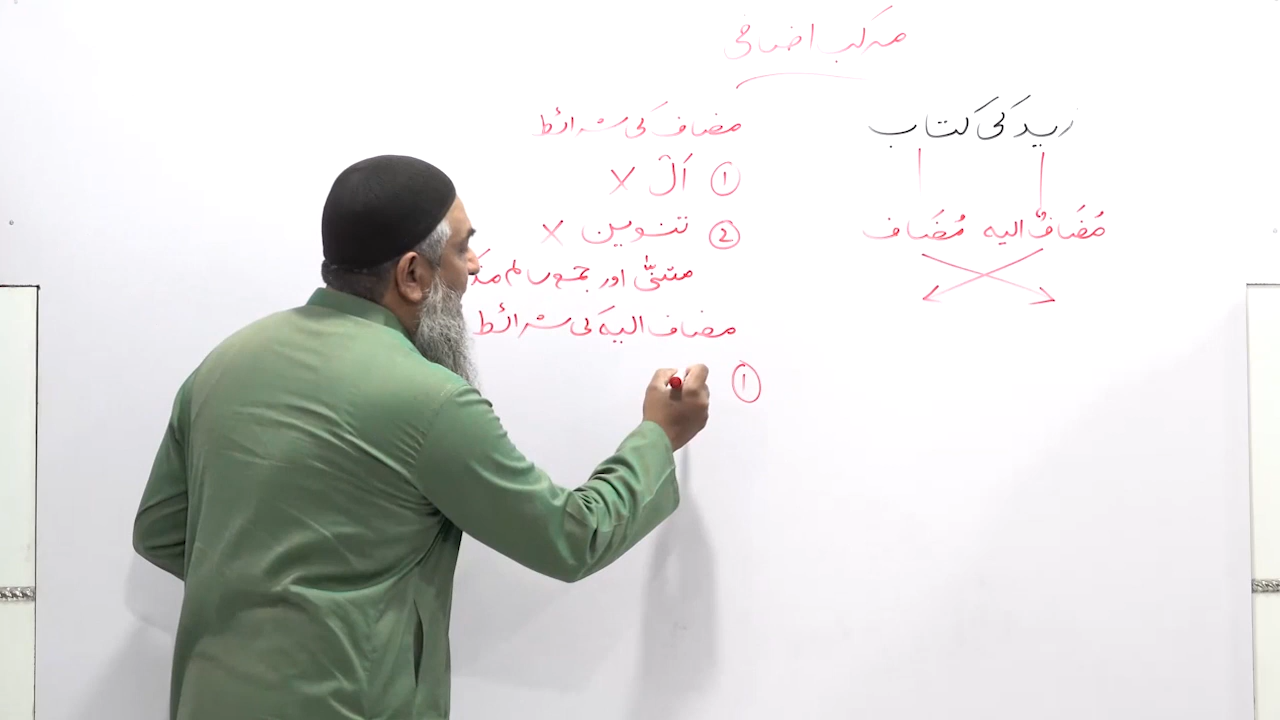 مرکب اضافی
زید کی کتاب
مُضَافٌ الیہ مُضَاف
مضاف کی شرائط
① اَلْ ✗
② تنوین ✗
مثنیّٰ اور جمع سالم مذکر
مضاف الیہ کی شرائط
①